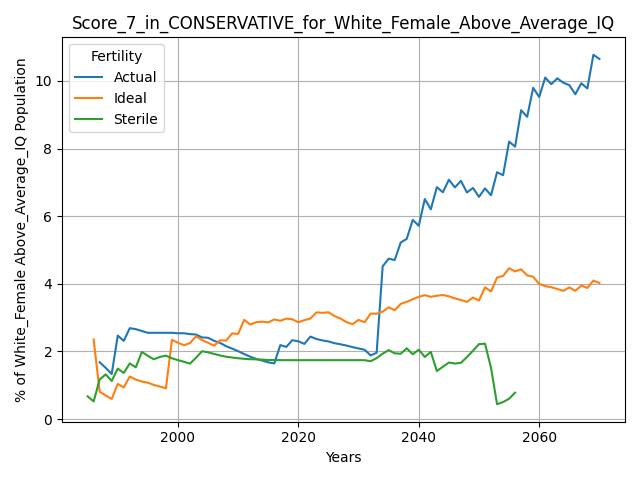 Score_7_in_CONSERVATIVE_for_White_Female_Above_Average_IQ
Fertility
Actual
Ideal
Sterile
% of White_Female Above_Average_IQ Population
10
8
6
4
2
0
2000 2020 2040 2060
Years